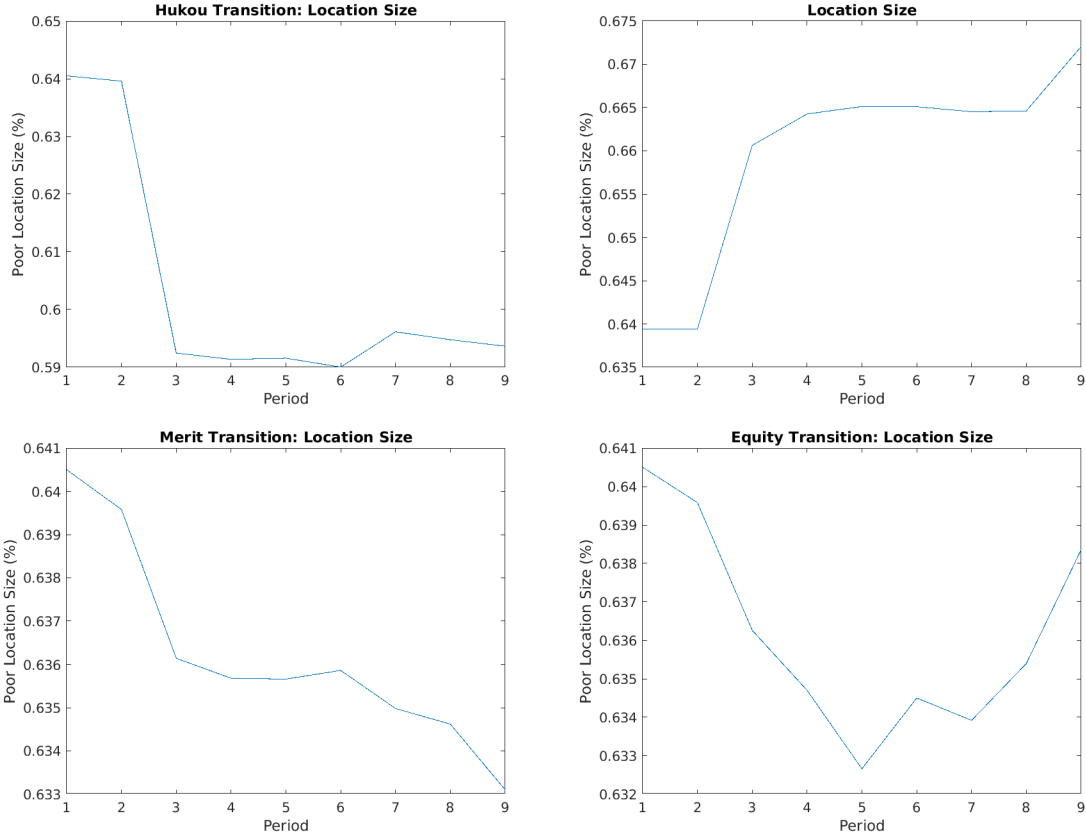 Hukou Transition: Location Size
Poor Location Size (%)
0.65
0.64
0.63
0.62
0.61
0.6
0.59
1 2 3 4 5 6 7 8 9
Period
Location Size
Poor Location Size (%)
0.675
0.67
0.665
0.66
0.655
0.65
0.645
0.64
0.635
1 2 3 4 5 6 7 8 9
Period
Merit Transition: Location Size
Poor Location Size (%)
0.641
0.64
0.639
0.638
0.637
0.636
0.635
0.634
0.633
1 2 3 4 5 6 7 8 9
Period
Equity Transition: Location Size
Poor Location Size (%)
0.641
0.64
0.639
0.638
0.637
0.636
0.635
0.634
0.633
0.632
1 2 3 4 5 6 7 8 9
Period